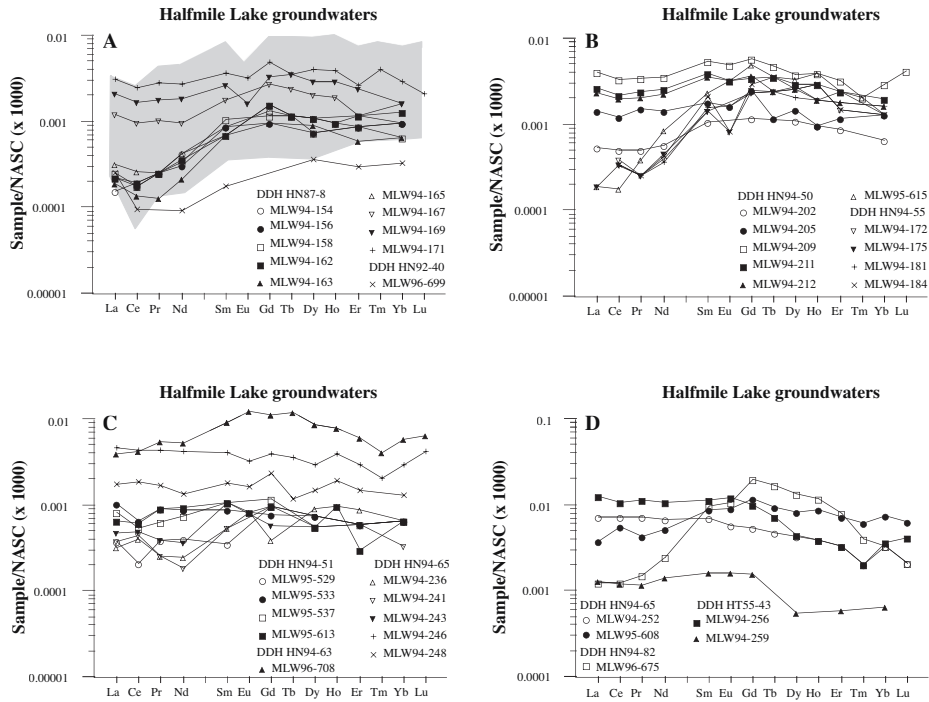 Halfmile Lake groundwaters
A
Sample/NASC (x 1000)
0.01
0.001
0.0001
0.00001
DDH HN87-8
MLW94-154
MLW94-156
MLW94-158
MLW94-162
MLW94-163
MLW94-165
MLW94-167
MLW94-169
MLW94-171
DDH HN92-40
MLW96-699
La Ce Pr Nd Sm Eu Gd Tb Dy Ho Er Tm Yb Lu
Halfmile Lake groundwaters
B
Sample/NASC (x 1000)
0.01
0.001
0.0001
0.00001
DDH HN94-50
MLW94-202
MLW94-205
MLW94-209
MLW94-211
MLW94-212
MLW95-615
DDH HN94-55
MLW94-172
MLW94-175
MLW94-181
MLW94-184
La Ce Pr Nd Sm Eu Gd Tb Dy Ho Er Tm Yb Lu
Halfmile Lake groundwaters
C
Sample/NASC (x 1000)
0.01
0.001
0.0001
0.00001
DDH HN94-51
MLW95-529
MLW95-533
MLW95-537
MLW95-613
DDH HN94-63
MLW96-708
DDH HN94-65
MLW94-236
MLW94-241
MLW94-243
MLW94-246
MLW94-248
La Ce Pr Nd Sm Eu Gd Tb Dy Ho Er Tm Yb Lu
Halfmile Lake groundwaters
D
Sample/NASC (x 1000)
0.1
0.01
0.001
0.0001
DDH HN94-65
MLW94-252
MLW95-608
DDH HN94-82
MLW96-675
DDH HT55-43
MLW94-256
MLW94-259
La Ce Pr Nd Sm Eu Gd Tb Dy Ho Er Tm Yb Lu